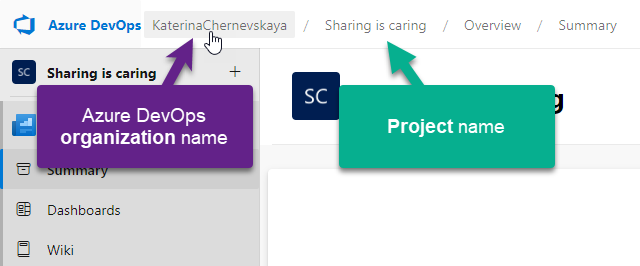 Azure DevOps KaterinaChernevskaya / Sharing is caring / Overview / Summary
SC Sharing is caring +
SC g
Azure DevOps
organization name
Project name
Summary
Dashboards
Wiki